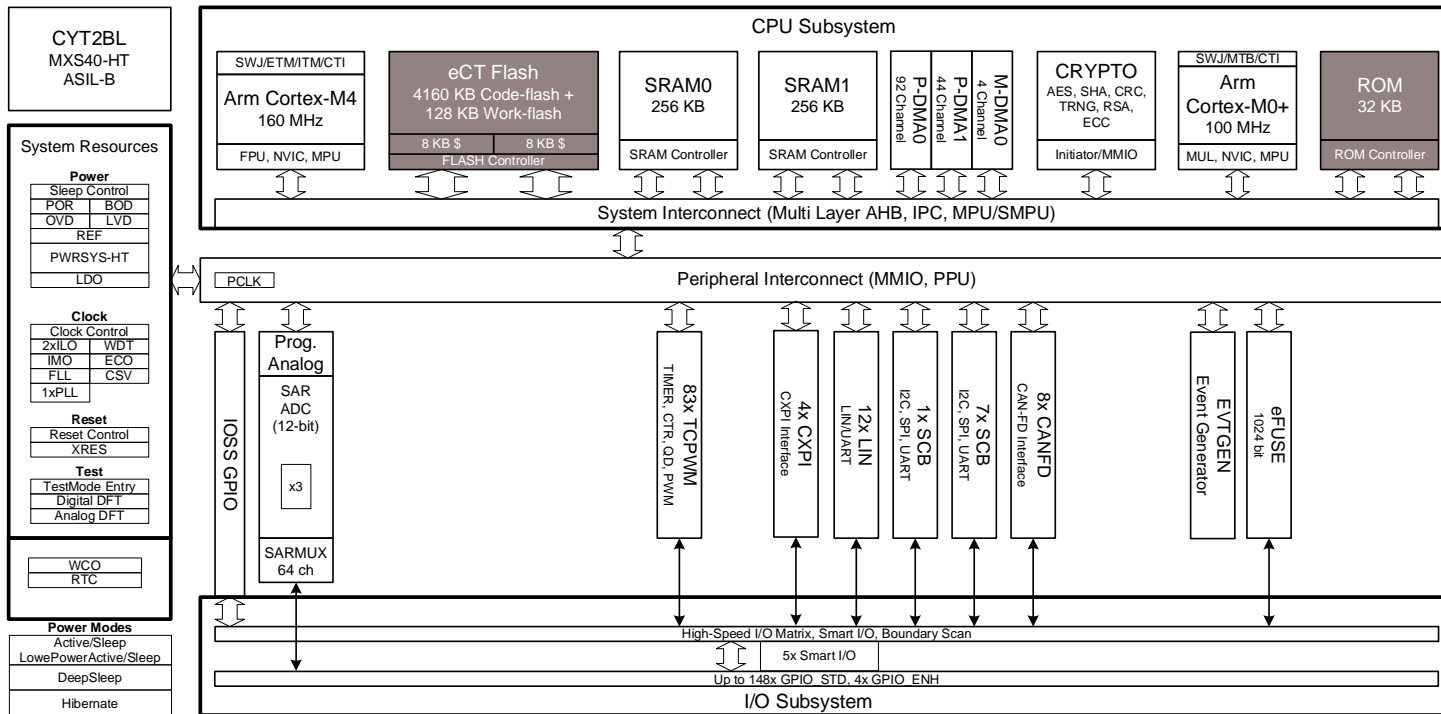 CYT2BL
MXS40-HT
ASIL-B
System Resources
Power
Sleep Control
POR
BOD
OVD
LVD
REF
PWRSYS-HT
LDO
Clock
Clock Control
2xILO
WDT
IMO
ECO
FLL
CSV
1xPLL
Reset
Reset Control
XRES
Test
TestMode Entry
Digital DFT
Analog DFT
WCO
RTC
Power Modes
Active/Sleep
LowePowerActive/Sleep
DeepSleep
Hibernate
CPU Subsystem
SWJ/ETM/ITM/CTI
Arm Cortex-M4
160 MHz
FPU, NVIC, MPU
eCT Flash
4160 KB Code-flash +
128 KB Work-flash
8 KB $
8 KB $
FLASH Controller
SRAM0
256 KB
SRAM Controller
SRAM1
256 KB
SRAM Controller
P-DMA0
92 Channel
P-DMA1
44 Channel
M-DMA0
4 Channel
CRYPTO
AES, SHA, CRC,
TRNG, RSA,
ECC
Initiator/MMIO
SWJ/MTB/CTI
Arm
Cortex-M0+
100 MHz
MUL, NVIC, MPU
ROM
32 KB
ROM Controller
System Interconnect (Multi Layer AHB, IPC, MPU/SMPU)
PCLK
Peripheral Interconnect (MMIO, PPU)
IOSS GPIO
Prog.
Analog
SAR
ADC
(12-bit)
x3
SARMUX
64 ch
83x TCPWM
TIMER, CTR, QD, PWM
4x CXPI
CXPI Interface
12x LIN
LIN/UART
1x SCB
I2C, SPI, UART
7x SCB
I2C, SPI, UART
8x CANFD
CAN-FD Interface
EVTGEN
Event Generator
eFUSE
1024 bit
High-Speed I/O Matrix, Smart I/O, Boundary Scan
5x Smart I/O
Up to 148x GPIO_STD, 4x GPIO_ENH
I/O Subsystem